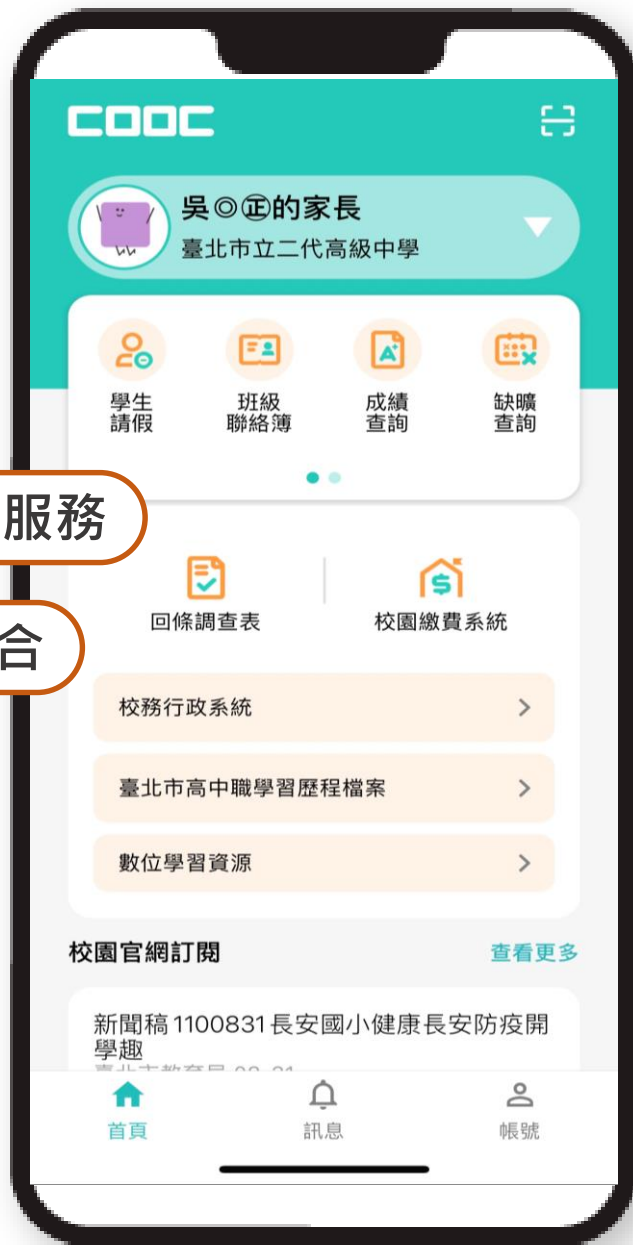 COOC
吳◎㊣的家長
臺北市立二代高級中學
學生
請假
班級
聯絡簿
成績
查詢
缺曠
查詢
服務
回條調查表
校園繳費系統
合
校務行政系統
臺北市高中職學習歷程檔案
數位學習資源
校園官網訂閱
查看更多
新聞稿1100831長安國小健康長安防疫開
學趣
首頁
訊息
帳號